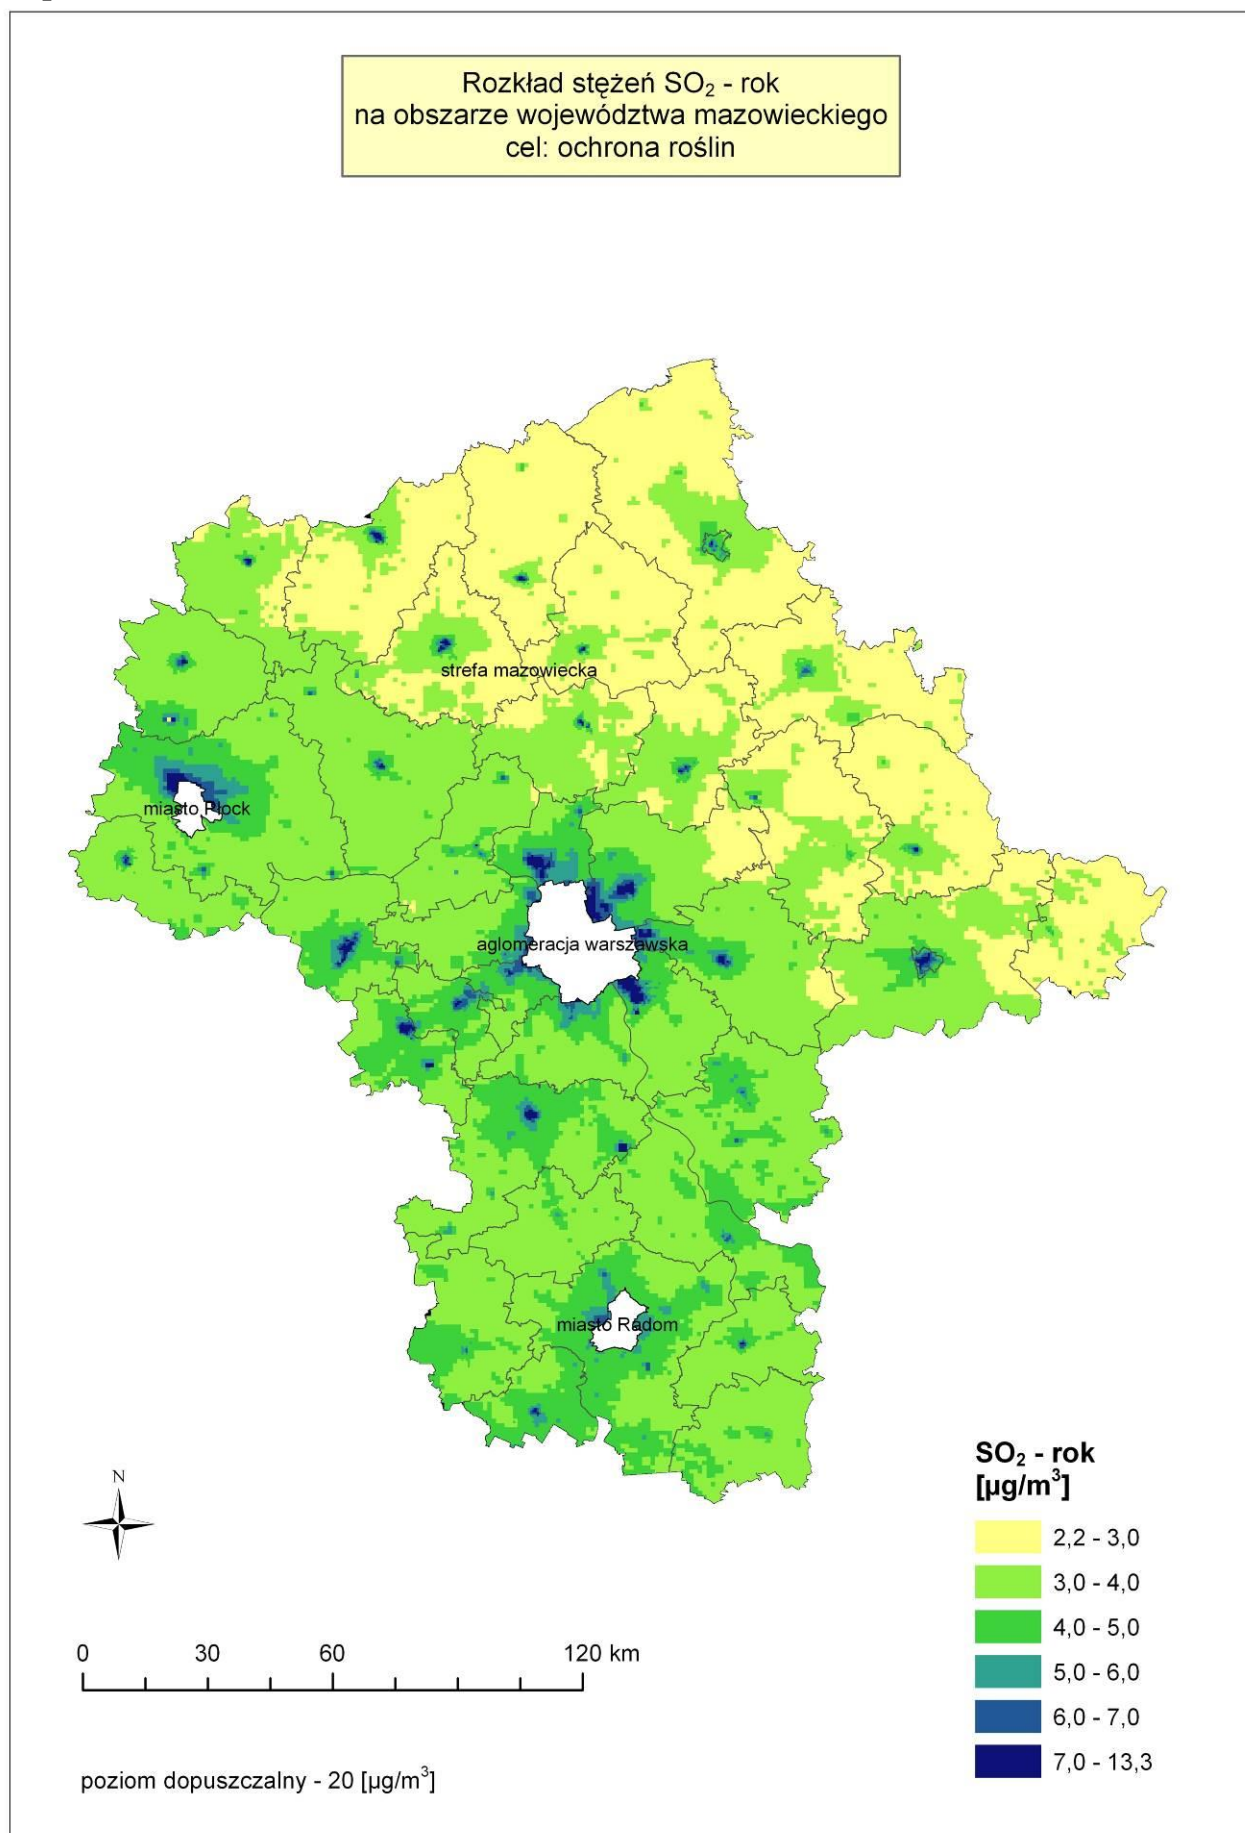 Rozkład stężeń SO₂ - rok
na obszarze województwa mazowieckiego
cel: ochrona roślin
strefa mazowiecka
miasto Płock
aglomeracja warszawska
miasto Radom
N
0 30 60 120 km
poziom dopuszczalny - 20 [µg/m³]
SO₂ - rok
[µg/m³]
2,2 - 3,0
3,0 - 4,0
4,0 - 5,0
5,0 - 6,0
6,0 - 7,0
7,0 - 13,3